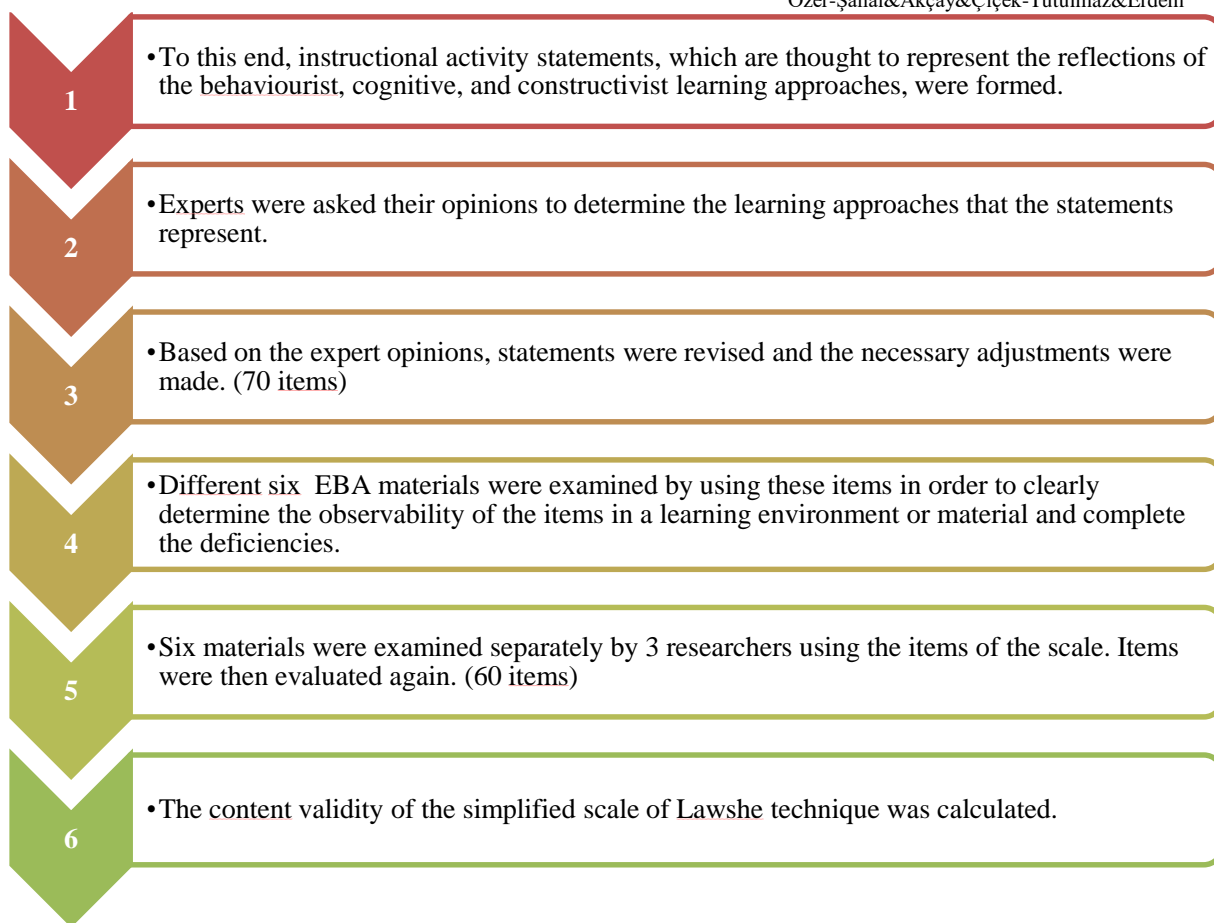 Özer-Şanal&Akçay&Çiçek-Tutulmaz&Erdem
•To this end, instructional activity statements, which are thought to represent the reflections of
the behaviourist, cognitive, and constructivist learning approaches, were formed.
1
•Experts were asked their opinions to determine the learning approaches that the statements
represent.
2
•Based on the expert opinions, statements were revised and the necessary adjustments were
made. (70 items)
3
•Different six  EBA materials were examined by using these items in order to clearly
determine the observability of the items in a learning environment or material and complete
the deficiencies.
4
•Six materials were examined separately by 3 researchers using the items of the scale. Items
were then evaluated again. (60 items)
5
•The content validity of the simplified scale of Lawshe technique was calculated.
6